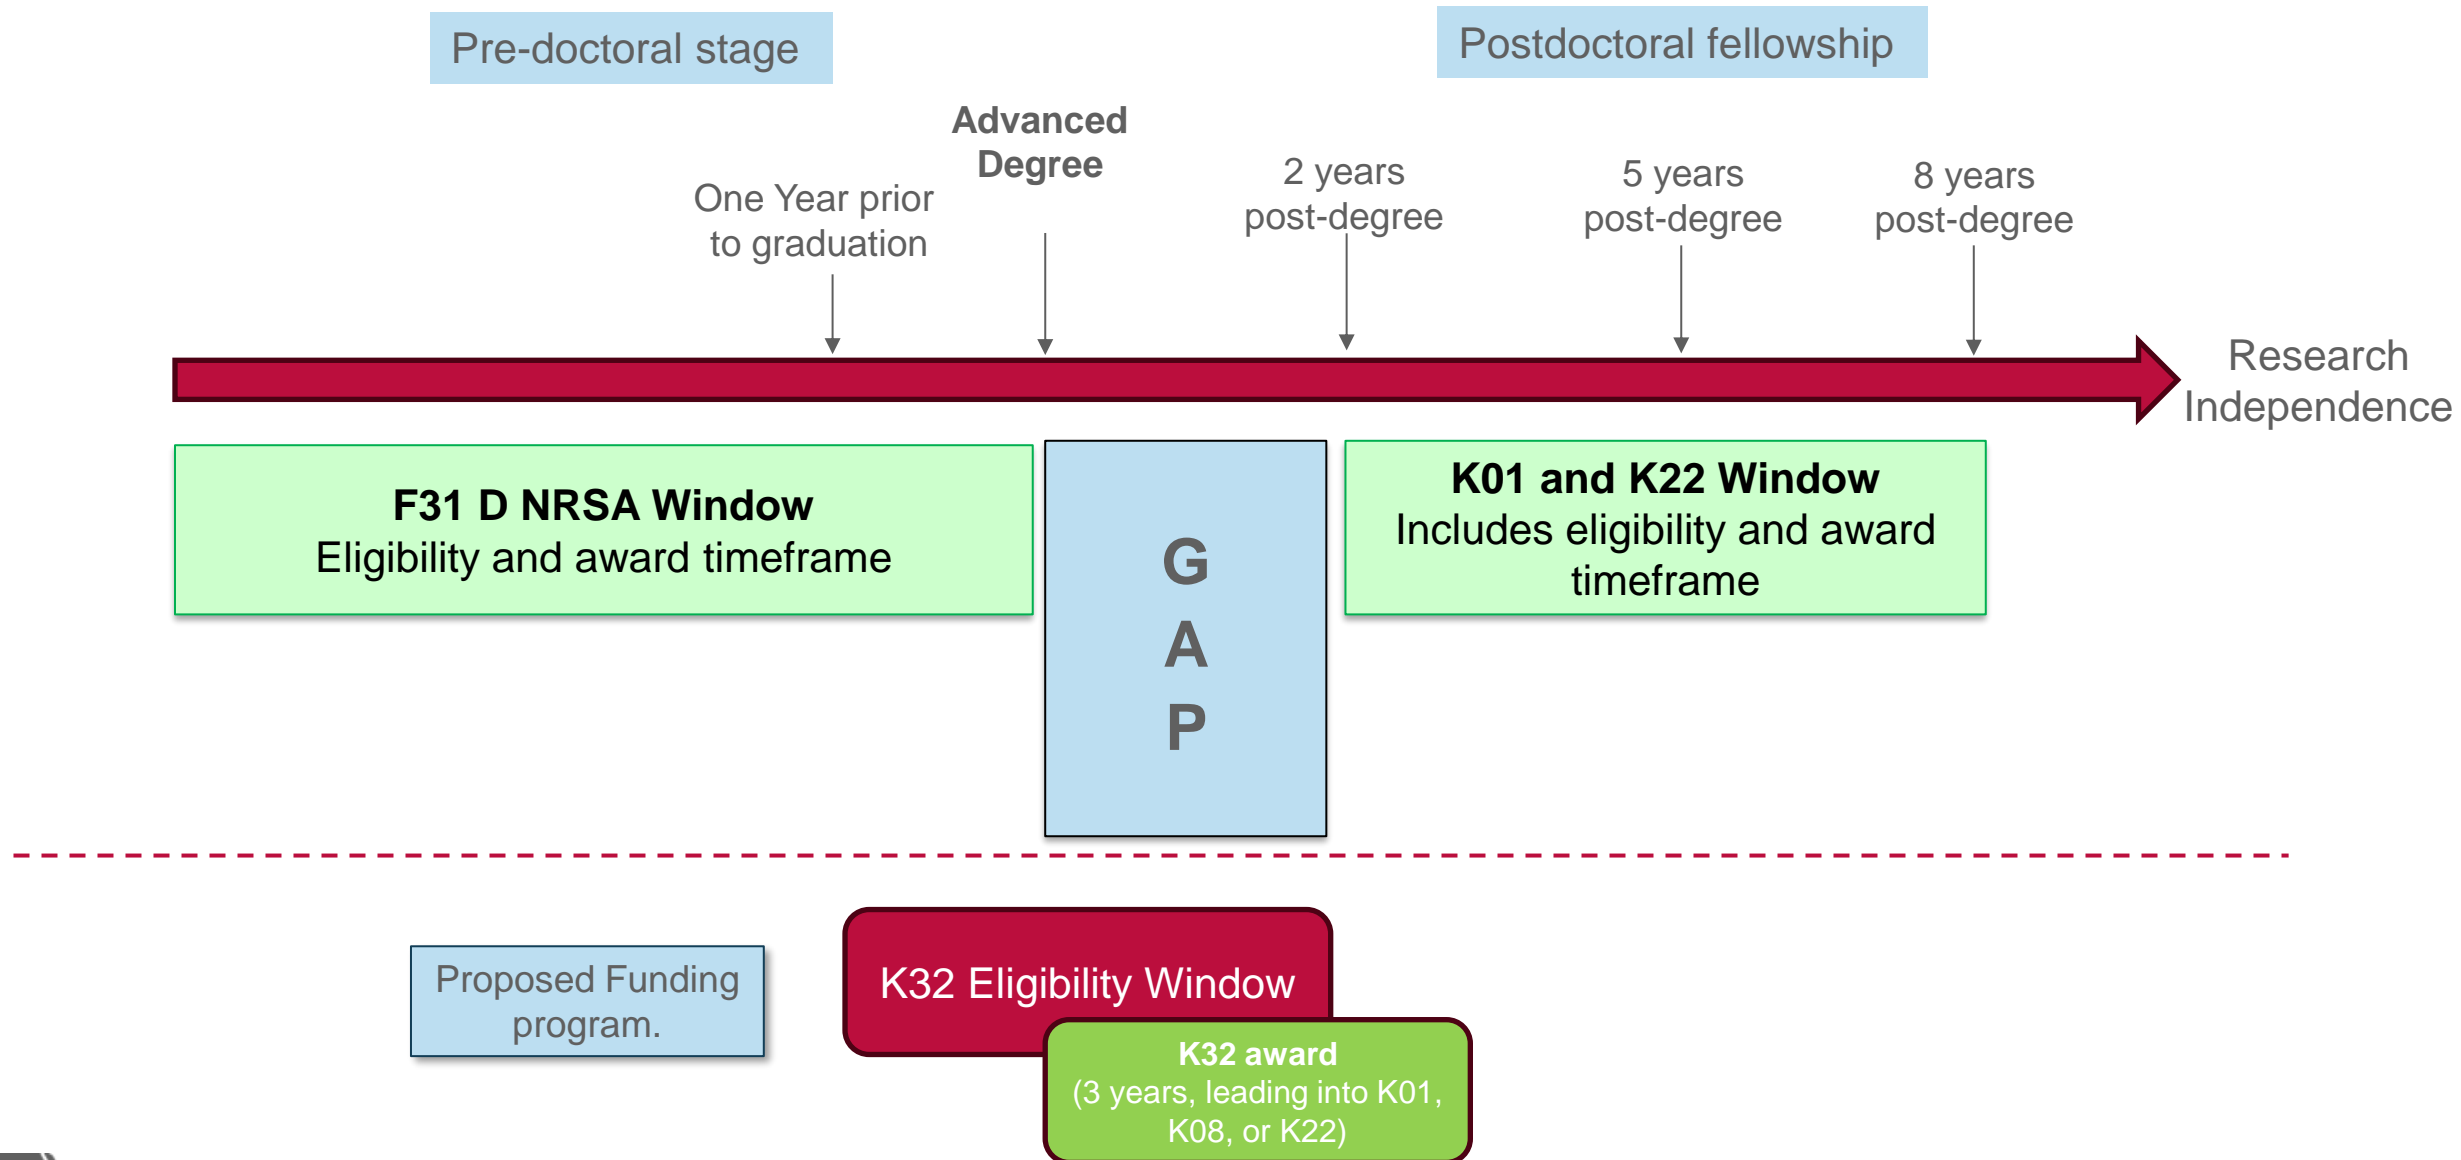 Pre-doctoral stage
Postdoctoral fellowship
Advanced
Degree
One Year prior
to graduation
2 years
post-degree
5 years
post-degree
8 years
post-degree
Research
Independence
F31 D NRSA Window
Eligibility and award timeframe
G
A
P
K01 and K22 Window
Includes eligibility and award
timeframe
Proposed Funding
program.
K32 Eligibility Window
K32 award
(3 years, leading into K01,
K08, or K22)